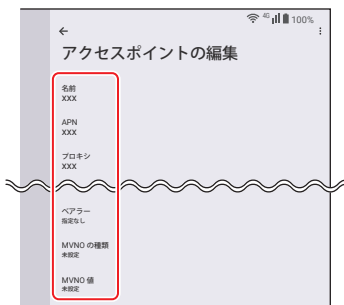 4G 100%
アクセスポイントの編集
名前
XXX
APN
XXX
プロキシ
XXX
ベアラー
指定なし
MVNO の種類
未設定
MVNO 値
未設定